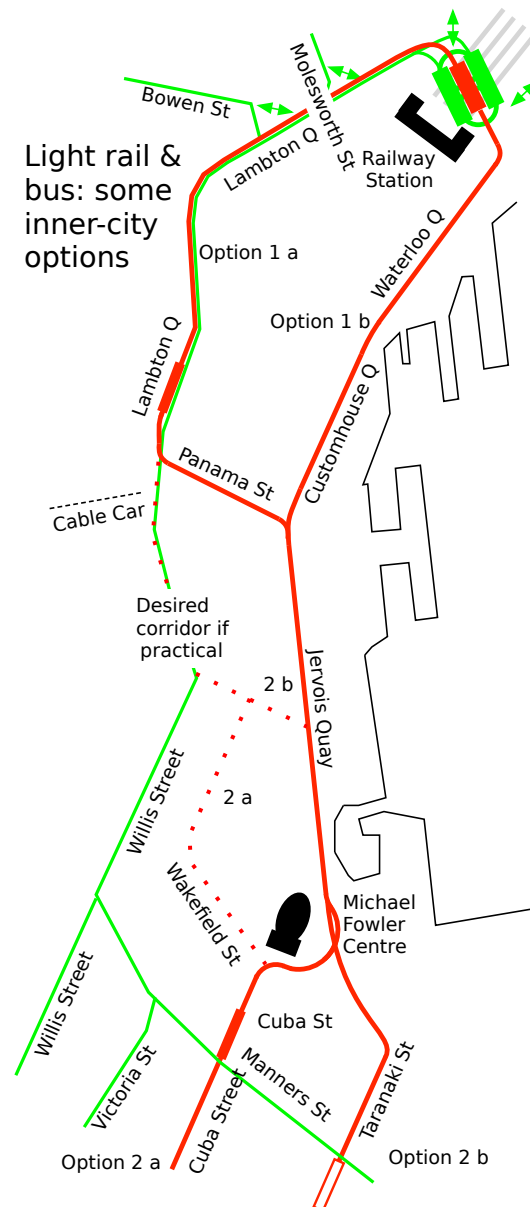 Molesworth St
Bowen St
Light rail &
bus: some
inner-city
options
Lambton Q
Railway
Station
Waterloo Q
Option 1 a
Option 1 b
Lambton Q
Customhouse Q
Panama St
Cable Car
Desired
corridor if
practical
2 b
Jervois Quay
Willis Street
2 a
Wakefield St
Michael
Fowler
Centre
Willis Street
Cuba St
Manners St
Victoria St
Cuba Street
Taranaki St
Option 2 a
Option 2 b